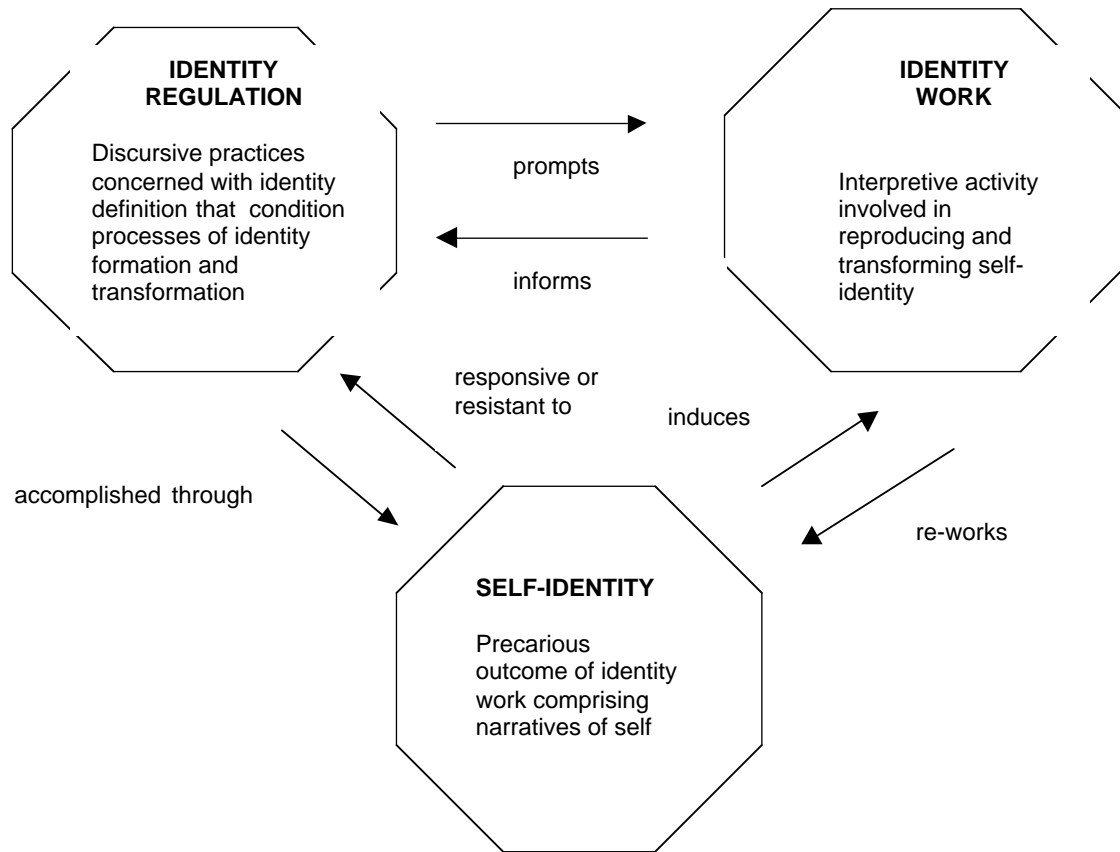 IDENTITY
REGULATION
Discursive practices
concerned with identity
definition that condition
processes of identity
formation and
transformation
prompts
informs
IDENTITY
WORK
Interpretive activity
involved in
reproducing and
transforming self-
identity
responsive or
resistant to
induces
accomplished through
re-works
SELF-IDENTITY
Precarious
outcome of identity
work comprising
narratives of self